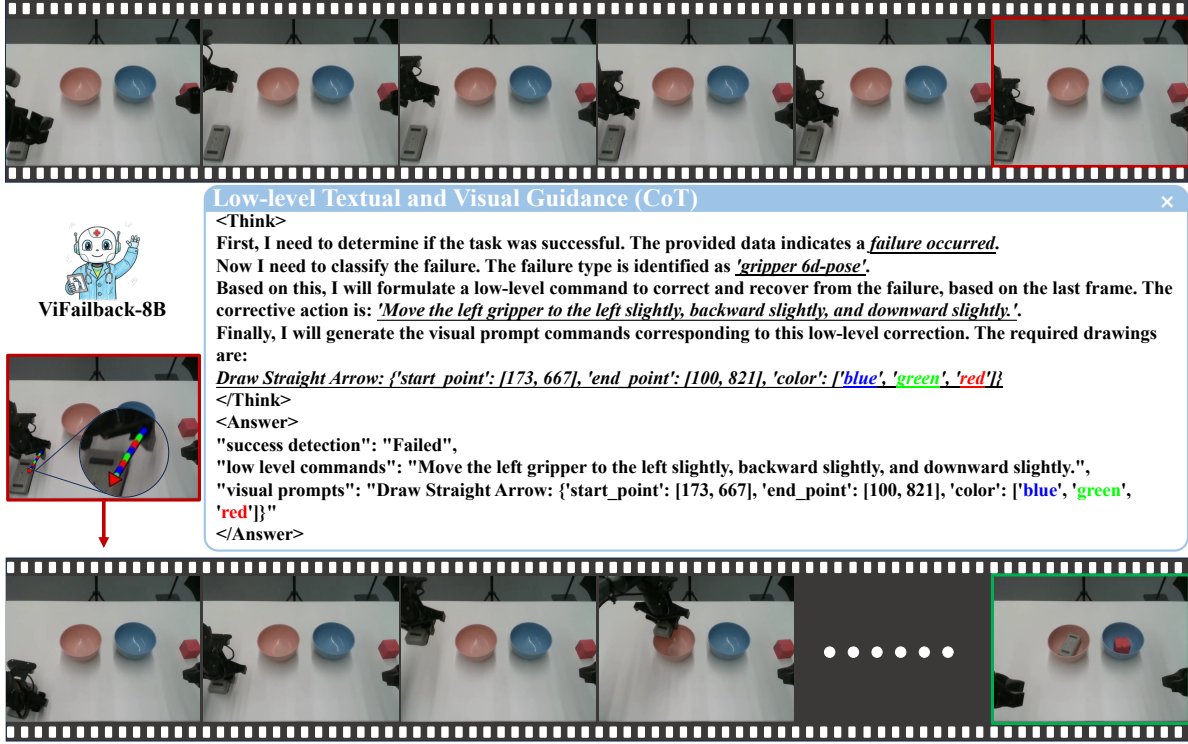 Low-level Textual and Visual Guidance (CoT)
×
<Think>
First, I need to determine if the task was successful. The provided data indicates a failure occurred.
Now I need to classify the failure. The failure type is identified as 'gripper 6d-pose'.
Based on this, I will formulate a low-level command to correct and recover from the failure, based on the last frame. The
corrective action is: 'Move the left gripper to the left slightly, backward slightly, and downward slightly.'.
Finally, I will generate the visual prompt commands corresponding to this low-level correction. The required drawings
are:
Draw Straight Arrow: {'start_point': [173, 667], 'end_point': [100, 821], 'color': ['blue', 'green', 'red']}
</Think>
<Answer>
"success detection": "Failed",
"low level commands": "Move the left gripper to the left slightly, backward slightly, and downward slightly.",
"visual prompts": "Draw Straight Arrow: {'start_point': [173, 667], 'end_point': [100, 821], 'color': ['blue', 'green',
'red']}"
</Answer>
ViFailback-8B